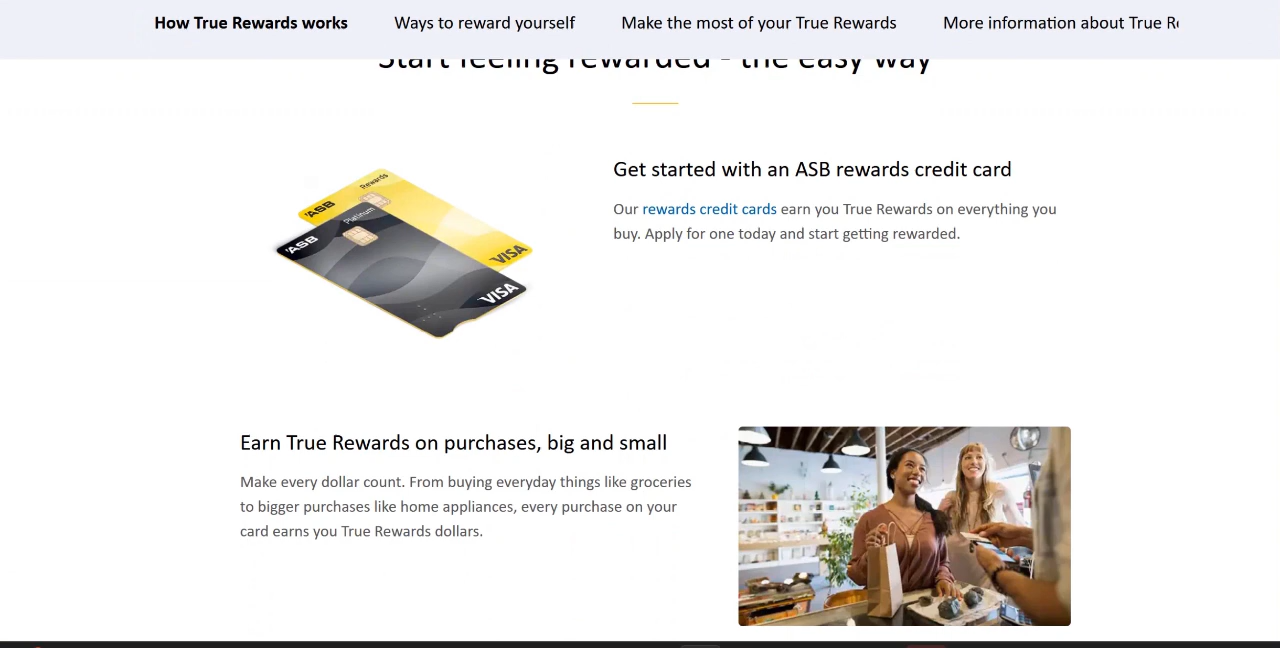 How True Rewards works
Ways to reward yourself
Make the most of your True Rewards
More information about True R
Start feeling rewarded - the easy way
Rewards
'ASB
Platinum
'ASB
VISA
VISA
Get started with an ASB rewards credit card
Our rewards credit cards earn you True Rewards on everything you
buy. Apply for one today and start getting rewarded.
Earn True Rewards on purchases, big and small
Make every dollar count. From buying everyday things like groceries
to bigger purchases like home appliances, every purchase on your
card earns you True Rewards dollars.